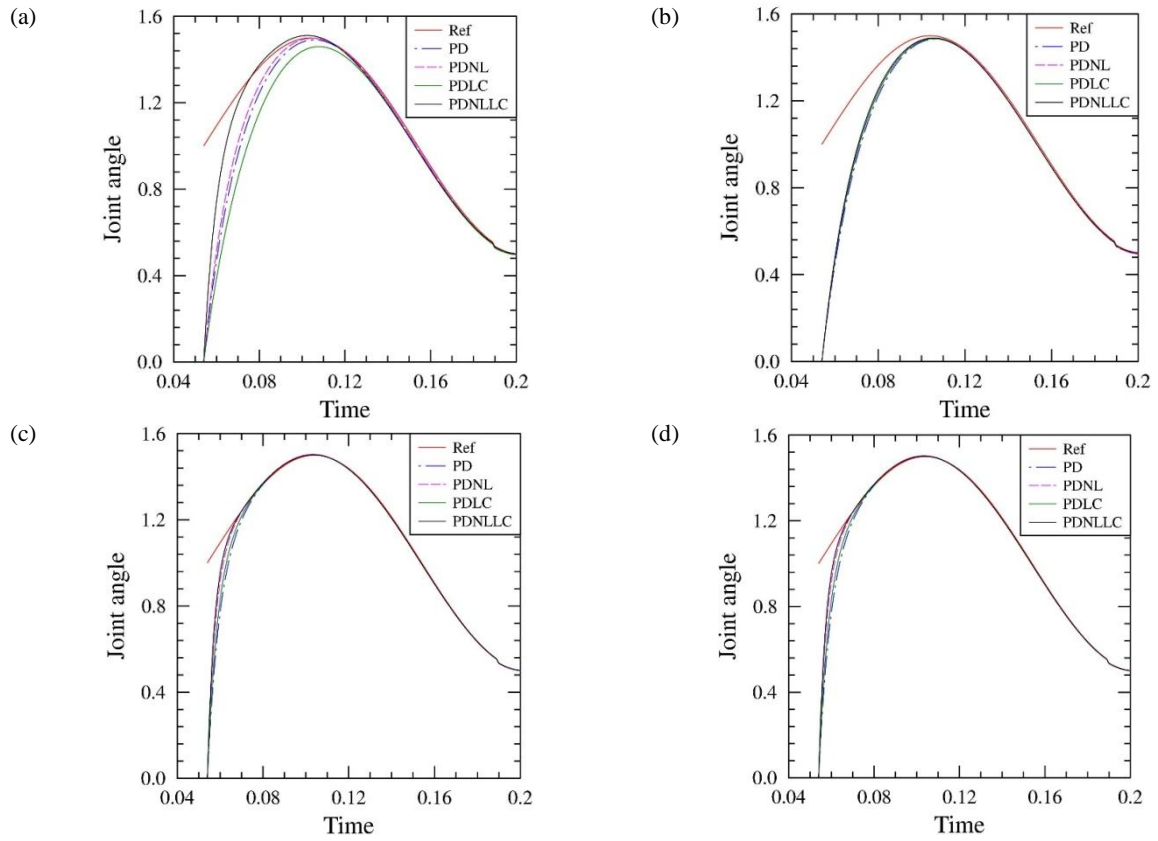 (a)
1.6
1.2
0.8
0.4
0.0
Joint angle
Ref
PD
PDNL
PDLC
PDNLLC
0.04 0.08 0.12 0.16 0.2
Time
(b)
1.6
1.2
0.8
0.4
0.0
Joint angle
Ref
PD
PDNL
PDLC
PDNLLC
0.04 0.08 0.12 0.16 0.2
Time
(c)
1.6
1.2
0.8
0.4
0.0
Joint angle
Ref
PD
PDNL
PDLC
PDNLLC
0.04 0.08 0.12 0.16 0.2
Time
(d)
1.6
1.2
0.8
0.4
0.0
Joint angle
Ref
PD
PDNL
PDLC
PDNLLC
0.04 0.08 0.12 0.16 0.2
Time